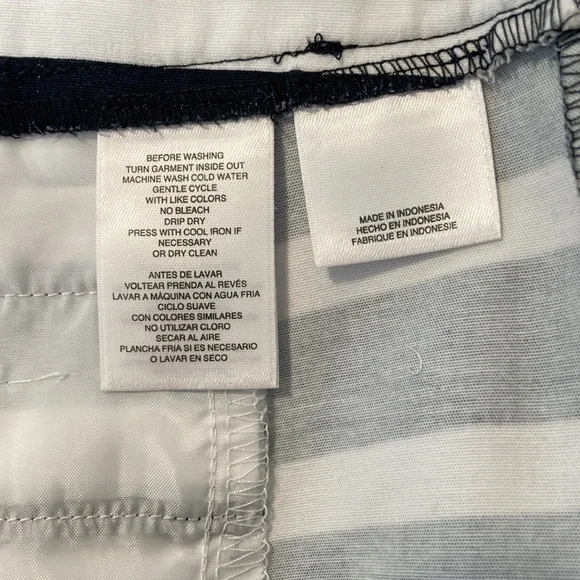 BEFORE WASHING
TURN GARMENT INSIDE OUT
MACHINE WASH COLD WATER
GENTLE CYCLE
WITH LIKE COLORS
NO BLEACH
DRIP DRY
PRESS WITH COOL IRON IF
NECESSARY
OR DRY CLEAN
ANTES DE LAVAR
VOLTEAR PRENDA AL REVÉS
LAVAR A MÁQUINA CON AGUA FRIA
CICLO SUAVE
CON COLORES SIMILARES
NO UTILIZAR CLORO
SECAR AL AIRE
PLANCHA FRIA SI ES NECESARIO
O LAVAR EN SECO
MADE IN INDONESIA
HECHO EN INDONESIA
FABRIQUE EN INDONESIE